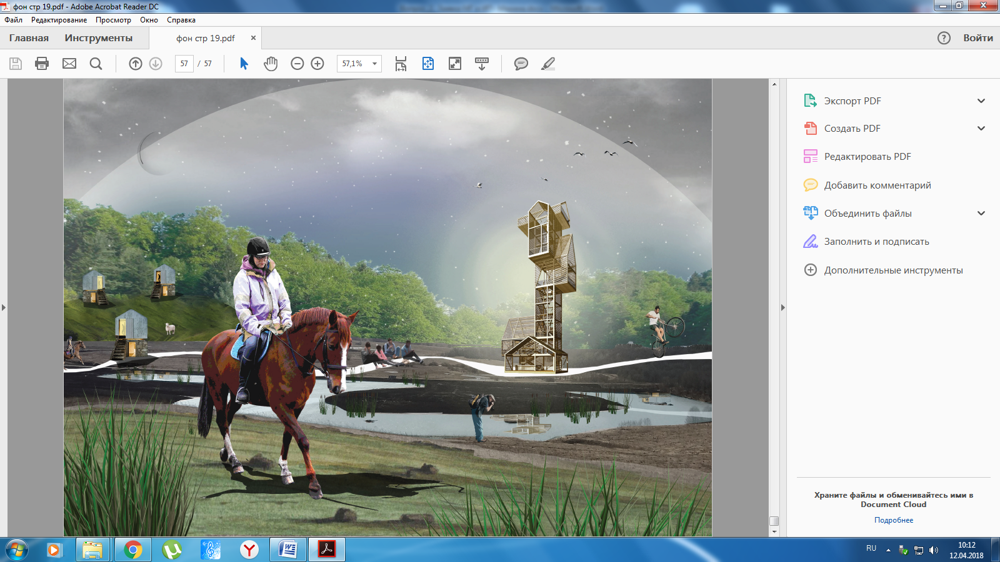 фон стр 19.pdf - Adobe Acrobat Reader DC
Файл Редактирование Просмотр Окно Справка
Главная Инструменты фон стр 19.pdf × ? Войти
57 / 57 57,1%
Экспорт PDF
Создать PDF
Редактировать PDF
Добавить комментарий
Объединить файлы
Заполнить и подписать
Дополнительные инструменты
Храните файлы и обменивайтесь ими в
Document Cloud
Подробнее
RU
10:12
12.04.2018